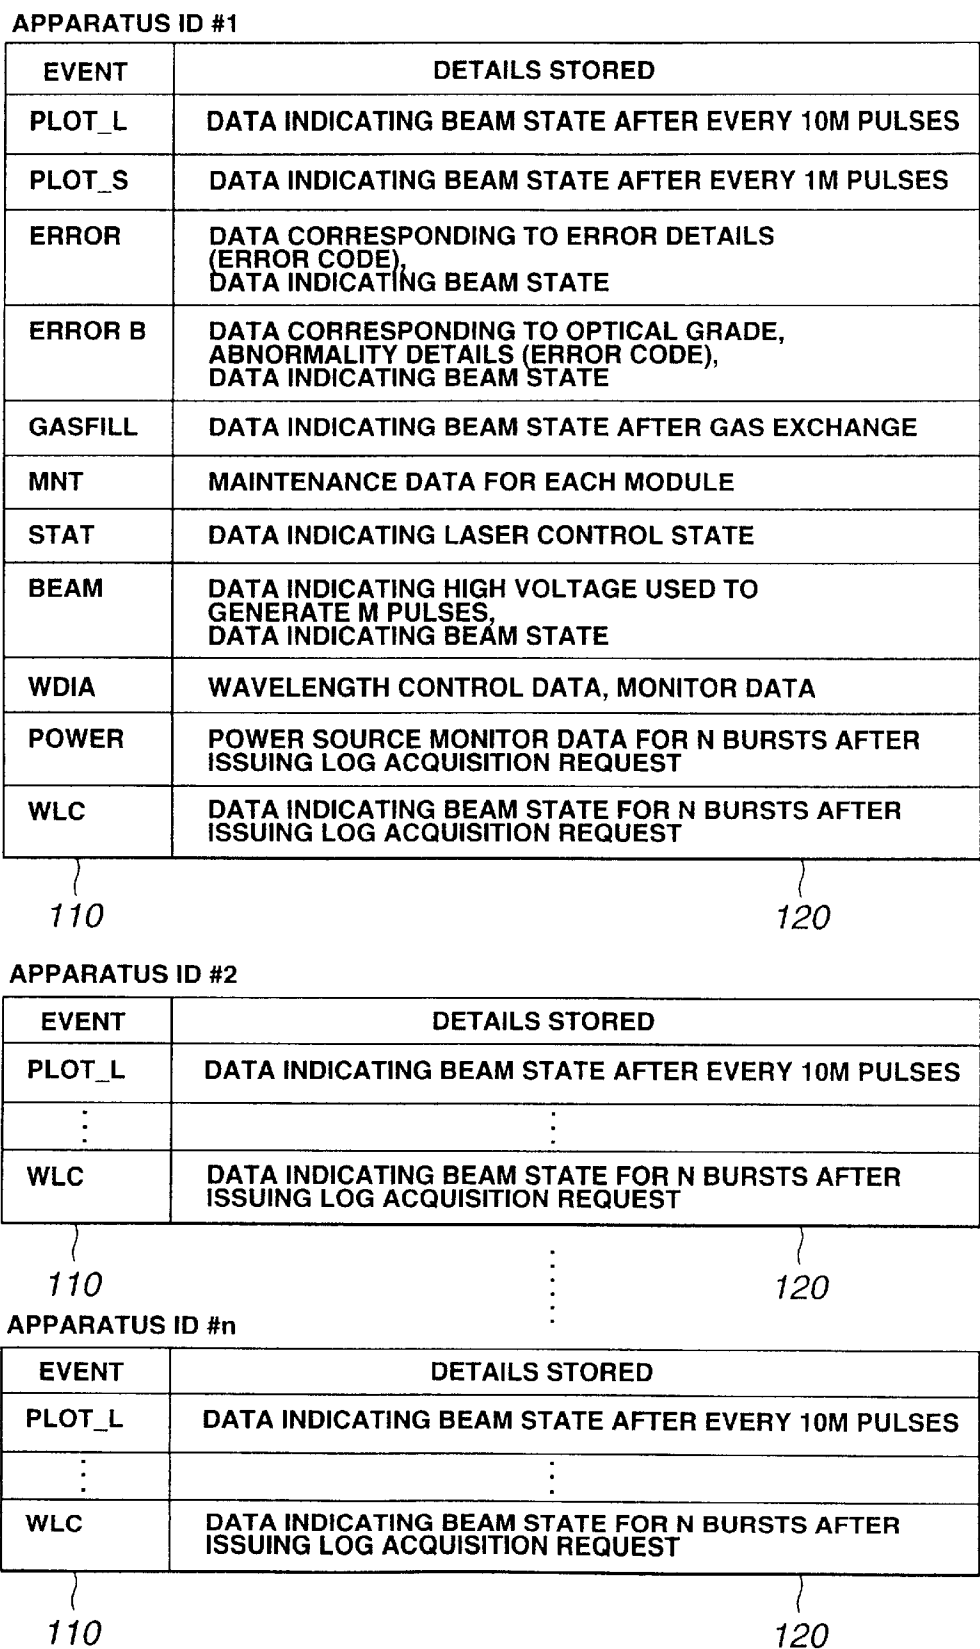 APPARATUS ID #1
EVENT DETAILS STORED
PLOT_L DATA INDICATING BEAM STATE AFTER EVERY 10M PULSES
PLOT_S DATA INDICATING BEAM STATE AFTER EVERY 1M PULSES
ERROR DATA CORRESPONDING TO ERROR DETAILS
(ERROR CODE),
DATA INDICATING BEAM STATE
ERROR B DATA CORRESPONDING TO OPTICAL GRADE,
ABNORMALITY DETAILS (ERROR CODE),
DATA INDICATING BEAM STATE
GASFILL DATA INDICATING BEAM STATE AFTER GAS EXCHANGE
MNT MAINTENANCE DATA FOR EACH MODULE
STAT DATA INDICATING LASER CONTROL STATE
BEAM DATA INDICATING HIGH VOLTAGE USED TO
GENERATE M PULSES,
DATA INDICATING BEAM STATE
WDIA WAVELENGTH CONTROL DATA, MONITOR DATA
POWER POWER SOURCE MONITOR DATA FOR N BURSTS AFTER
ISSUING LOG ACQUISITION REQUEST
WLC DATA INDICATING BEAM STATE FOR N BURSTS AFTER
ISSUING LOG ACQUISITION REQUEST
110 120
APPARATUS ID #2
EVENT DETAILS STORED
PLOT_L DATA INDICATING BEAM STATE AFTER EVERY 10M PULSES
WLC DATA INDICATING BEAM STATE FOR N BURSTS AFTER
ISSUING LOG ACQUISITION REQUEST
110 120
APPARATUS ID #n
EVENT DETAILS STORED
PLOT_L DATA INDICATING BEAM STATE AFTER EVERY 10M PULSES
WLC DATA INDICATING BEAM STATE FOR N BURSTS AFTER
ISSUING LOG ACQUISITION REQUEST
110 120